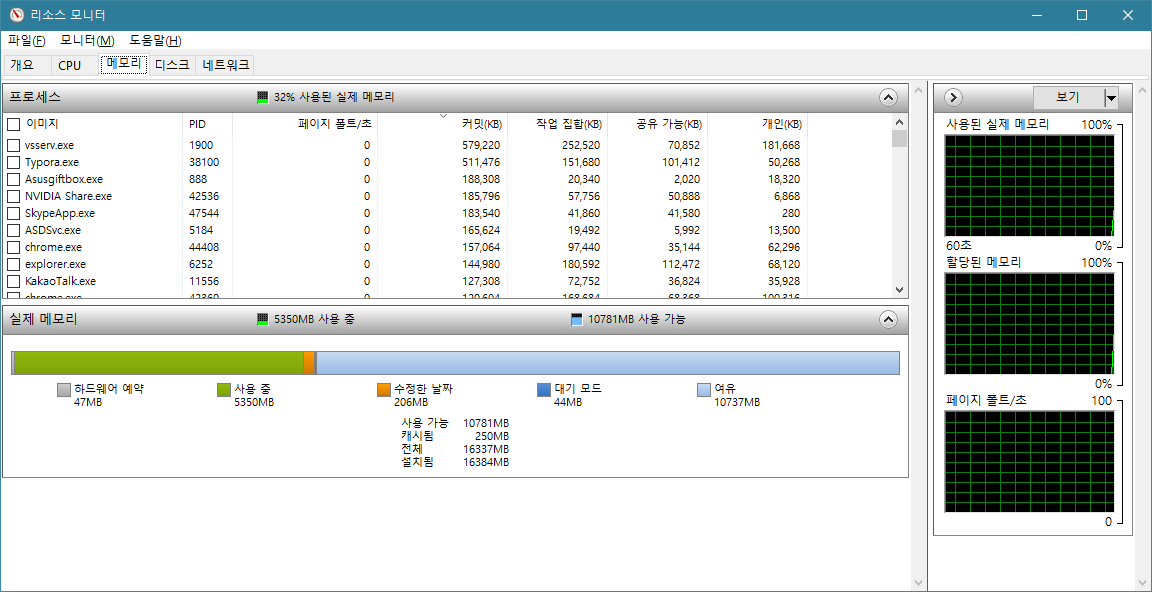 리소스 모니터
파일(F) 모니터(M) 도움말(H)
개요 CPU 메모리 디스크 네트워크
프로세스 32% 사용된 실제 메모리
이미지 PID 페이지 폴트/초 커밋(KB) 작업 집합(KB) 공유 가능(KB) 개인(KB)
vsserv.exe 1900 0 579,220 252,520 70,852 181,668
Typora.exe 38100 0 511,476 151,680 101,412 50,268
Asusgiftbox.exe 888 0 188,308 20,340 2,020 18,320
NVIDIA Share.exe 42536 0 185,796 57,756 50,888 6,868
SkypeApp.exe 47544 0 183,540 41,860 41,580 280
ASDSvc.exe 5184 0 165,624 19,492 5,992 13,500
chrome.exe 44408 0 157,064 97,440 35,144 62,296
explorer.exe 6252 0 144,980 180,592 112,472 68,120
KakaoTalk.exe 11556 0 127,308 72,752 36,824 35,928
chrome.exe
실제 메모리 5350MB 사용 중 10781MB 사용 가능
하드웨어 예약 사용 중 수정한 날짜 대기 모드 여유
47MB 5350MB 206MB 44MB 10737MB
사용 가능 10781MB
캐시됨 250MB
전체 16337MB
설치됨 16384MB
보기
사용된 실제 메모리 100%
60초 0%
할당된 메모리 100%
0%
페이지 폴트/초 100
0